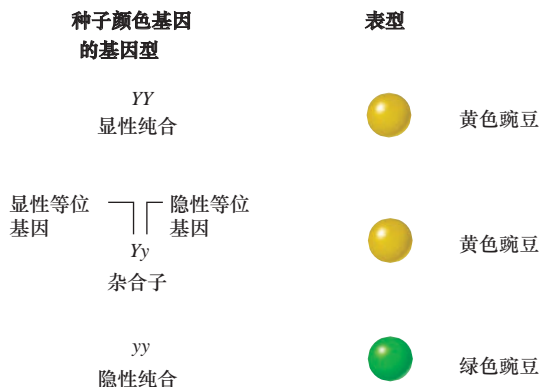 种子颜色基因
的基因型
表型
YY
显性纯合
黄色豌豆
显性等位
基因
隐性等位
基因
Yy
杂合子
黄色豌豆
yy
隐性纯合
绿色豌豆